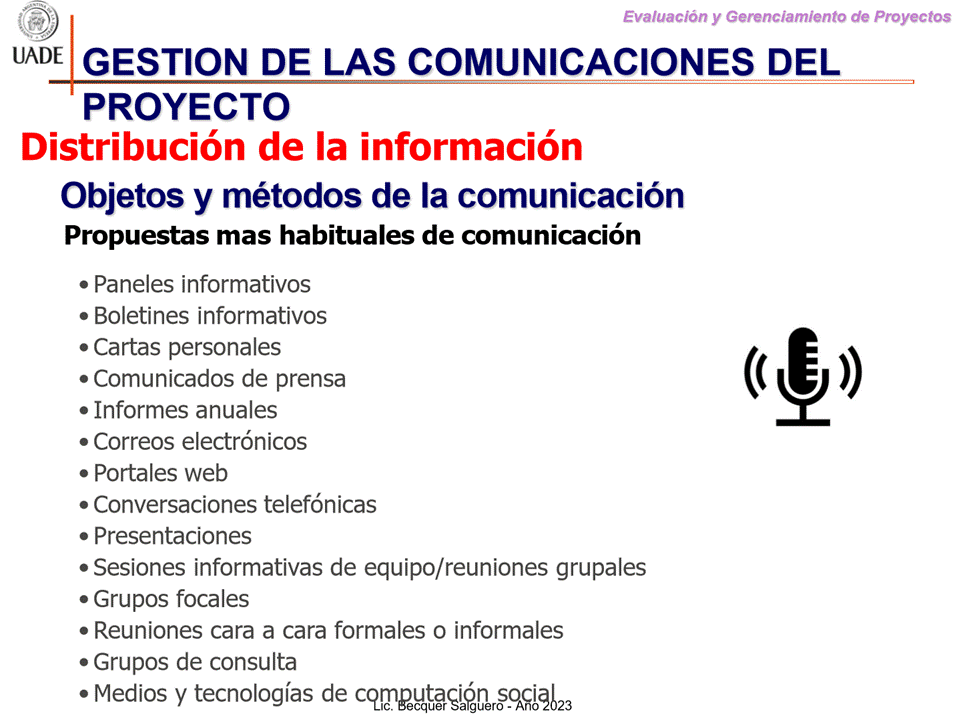 Evaluación y Gerenciamiento de Proyectos
UADE
GESTION DE LAS COMUNICACIONES DEL
PROYECTO
Distribución de la información
Objetos y métodos de la comunicación
Propuestas mas habituales de comunicación
• Paneles informativos
• Boletines informativos
• Cartas personales
• Comunicados de prensa
• Informes anuales
• Correos electrónicos
• Portales web
• Conversaciones telefónicas
• Presentaciones
• Sesiones informativas de equipo/reuniones grupales
• Grupos focales
• Reuniones cara a cara formales o informales
• Grupos de consulta
• Medios y tecnologías de computación social
Lic. Becquer Salguero - Año 2023